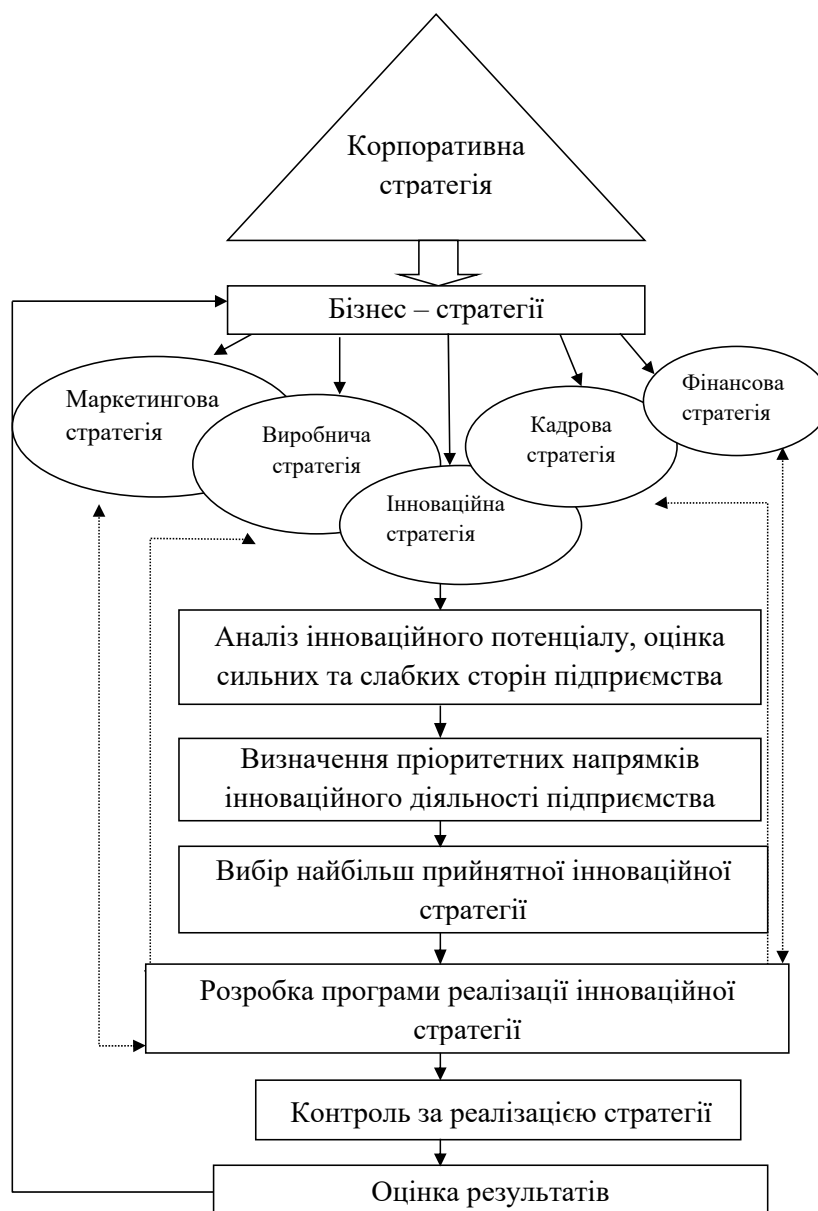 Корпоративна
стратегія
Бізнес – стратегії
Маркетингова
стратегія
Виробнича
стратегія
Інноваційна
стратегія
Кадрова
стратегія
Фінансова
стратегія
Аналіз інноваційного потенціалу, оцінка
сильних та слабких сторін підприємства
Визначення пріоритетних напрямків
інноваційного діяльності підприємства
Вибір найбільш прийнятної інноваційної
стратегії
Розробка програми реалізації інноваційної
стратегії
Контроль за реалізацією стратегії
Оцінка результатів